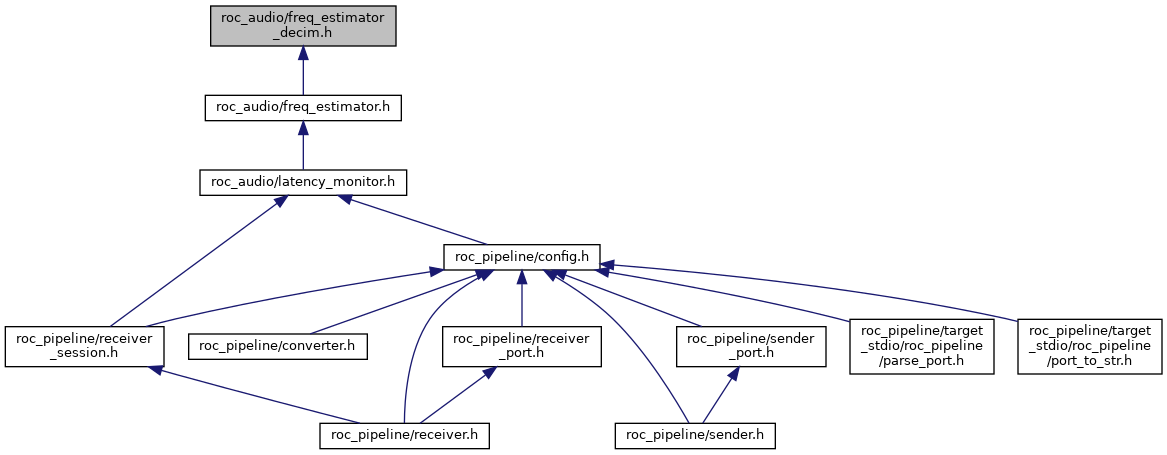 roc_audio/freq_estimator
_decim.h
roc_audio/freq_estimator.h
roc_audio/latency_monitor.h
roc_pipeline/config.h
roc_pipeline/receiver
_session.h
roc_pipeline/converter.h
roc_pipeline/receiver
_port.h
roc_pipeline/sender
_port.h
roc_pipeline/target
_stdio/roc_pipeline
/parse_port.h
roc_pipeline/target
_stdio/roc_pipeline
/port_to_str.h
roc_pipeline/receiver.h
roc_pipeline/sender.h